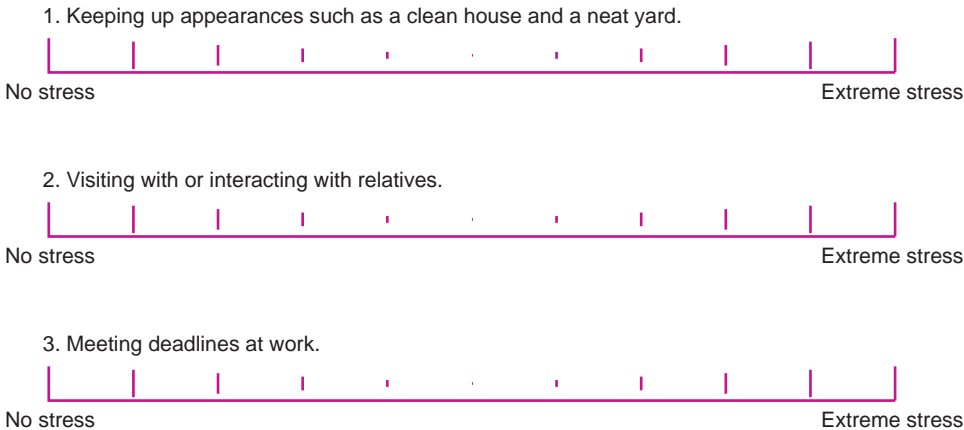 1. Keeping up appearances such as a clean house and a neat yard.
No stress Extreme stress
2. Visiting with or interacting with relatives.
No stress Extreme stress
3. Meeting deadlines at work.
No stress Extreme stress